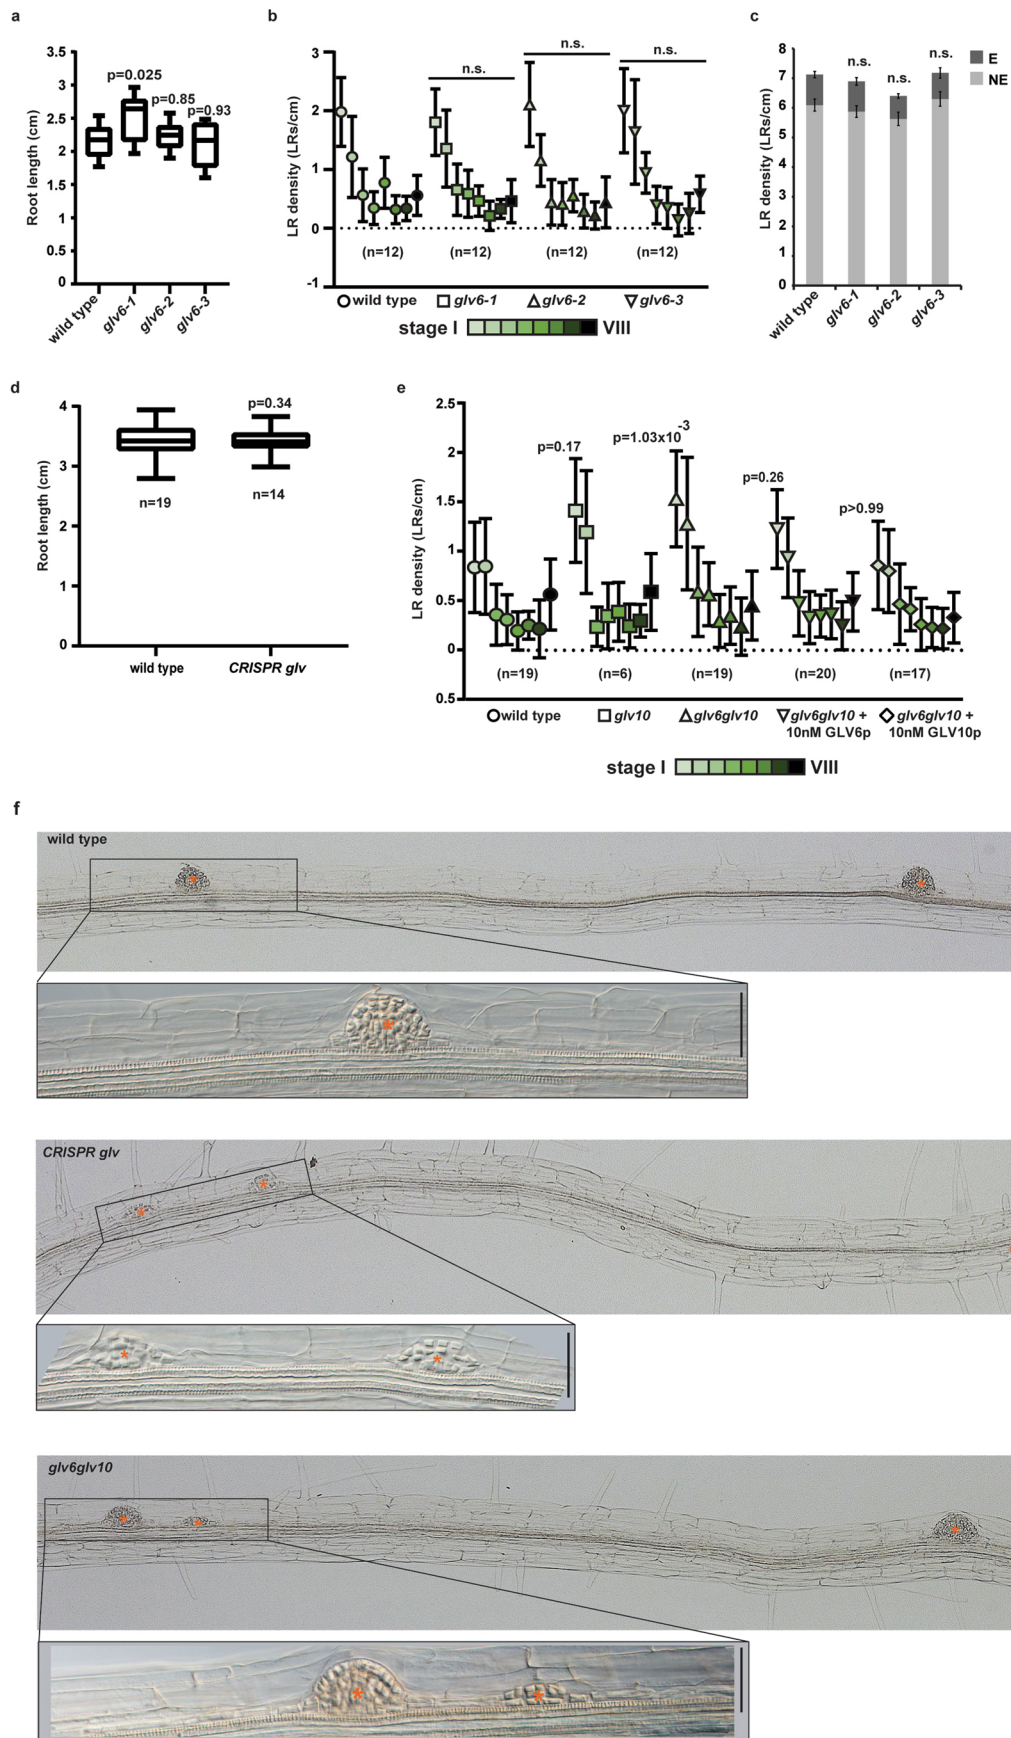 a
Root length (cm)
3.5
3
2.5
2
1.5
1
0.5
0
p=0.025
p=0.85
p=0.93
wild type
glv6-1
glv6-2
glv6-3
b
LR density (LRs/cm)
3
2
1
0
-1
n.s.
n.s.
n.s.
(n=12)
(n=12)
(n=12)
(n=12)
wild type
glv6-1
glv6-2
glv6-3
stage I
VIII
c
LR density (LRs/cm)
8
7
6
5
4
3
2
1
0
n.s.
n.s.
n.s.
E
NE
wild type
glv6-1
glv6-2
glv6-3
d
Root length (cm)
4
3
2
1
0
p=0.34
n=19
n=14
wild type
CRISPR glv
e
LR density (LRs/cm)
2.5
2
1.5
1
0.5
0
0.5
p=0.17
p=1.03x10-3
p=0.26
p>0.99
(n=19)
(n=6)
(n=19)
(n=20)
(n=17)
wild type
glv10
glv6glv10
glv6glv10 +
10nM GLV6p
glv6glv10 +
10nM GLV10p
stage I
VIII
f
wild type
*
*
*
CRISPR glv
*
*
*
*
glv6glv10
*
*
*
*
*